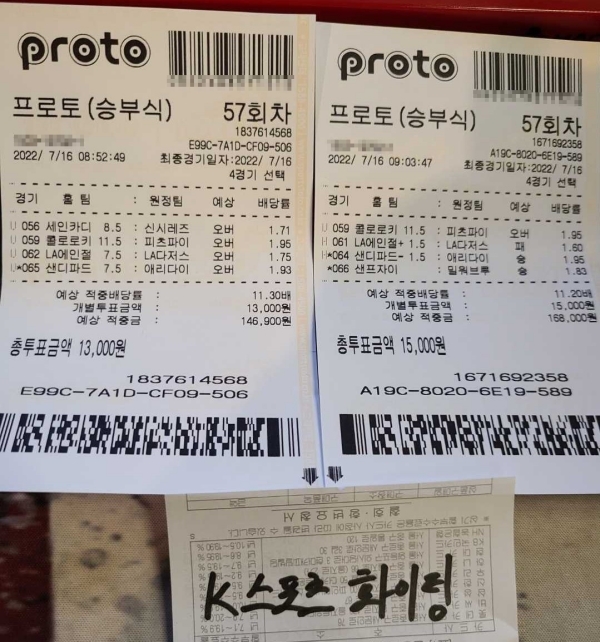 proto
프로토(승부식) 57회차
1837614568
E99C-7A1D-CF09-506
2022/ 7/16 08:52:49 최종경기일자:2022/ 7/16
4경기 선택
경기 홈 팀 : 원정팀 예상 배당률
U 056 세인카디 8.5 : 신시레즈 오버 1.71
U 059 콜로로키 11.5 : 피츠파이 오버 1.95
U 062 LA에인절 7.5 : LA다저스 오버 1.75
U*065 샌디파드 7.5 : 애리다이 오버 1.93
예상 적중배당률 : 11.30배
개별투표금액 : 13,000원
예상 적중금 : 146,900원
총투표금액 13,000원
1837614568
E99C-7A1D-CF09-506
proto
프로토(승부식) 57회차
1671692358
A19C-8020-6E19-589
2022/ 7/16 09:03:47 최종경기일자:2022/ 7/16
4경기 선택
경기 홈 팀 : 원정팀 예상 배당률
U 059 콜로로키 11.5 : 피츠파이 오버 1.95
H 061 LA에인절+ 1.5 : LA다저스 패 1.60
H*064 샌디파드- 1.5 : 애리다이 승 1.95
*066 샌프자이 : 밀워브루 승 1.83
예상 적중배당률 : 11.20배
개별투표금액 : 15,000원
예상 적중금 : 168,000원
총투표금액 15,000원
1671692358
A19C-8020-6E19-589
K스포츠 화이팅